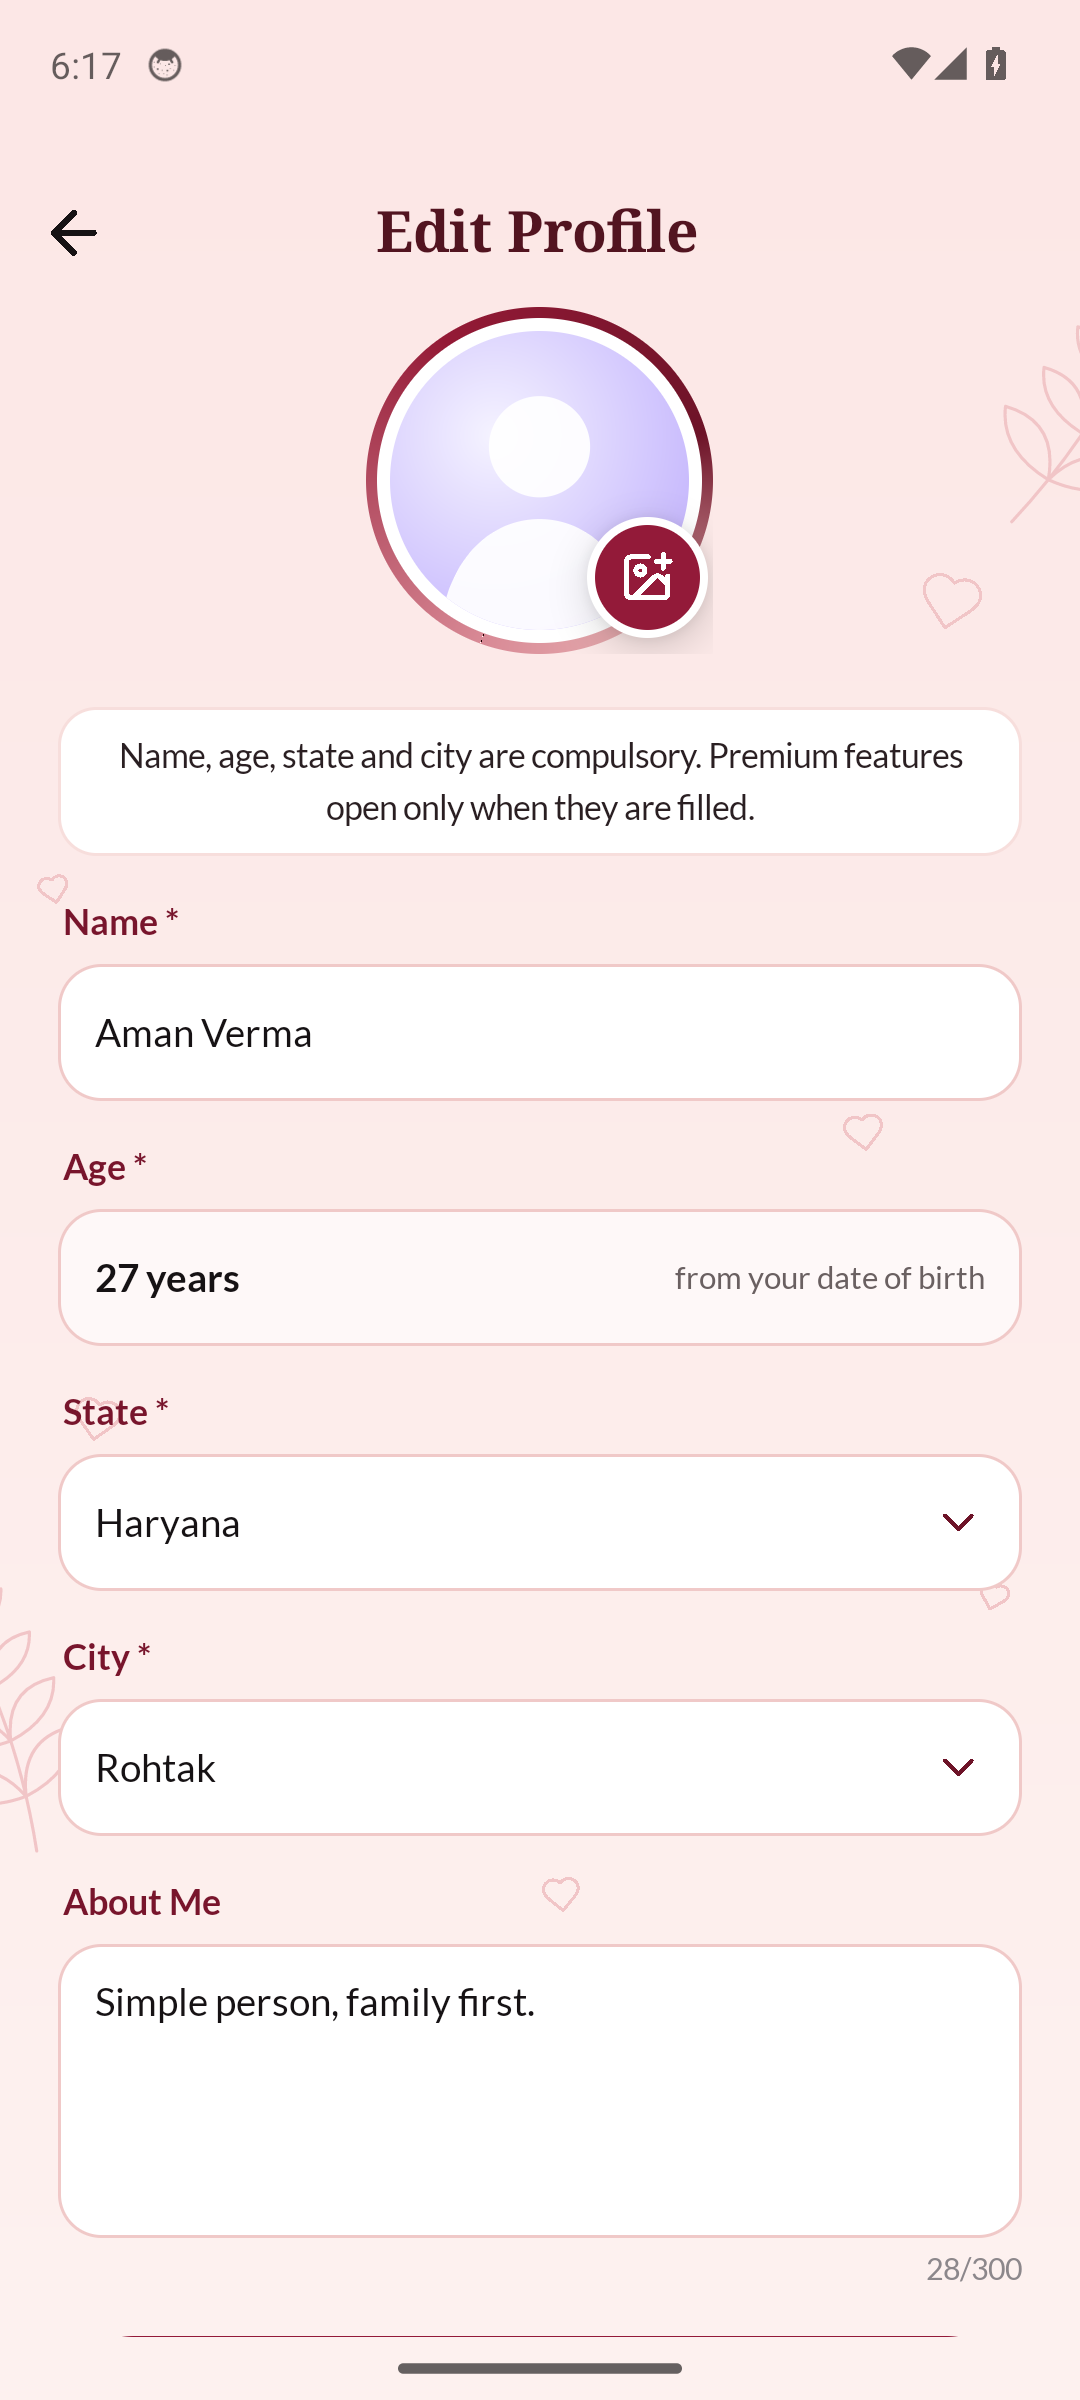 6:17
Edit Profile
Name, age, state and city are compulsory. Premium features
open only when they are filled.
Name *
Aman Verma
Age *
27 years from your date of birth
State *
Haryana
City *
Rohtak
About Me
Simple person, family first.
28/300